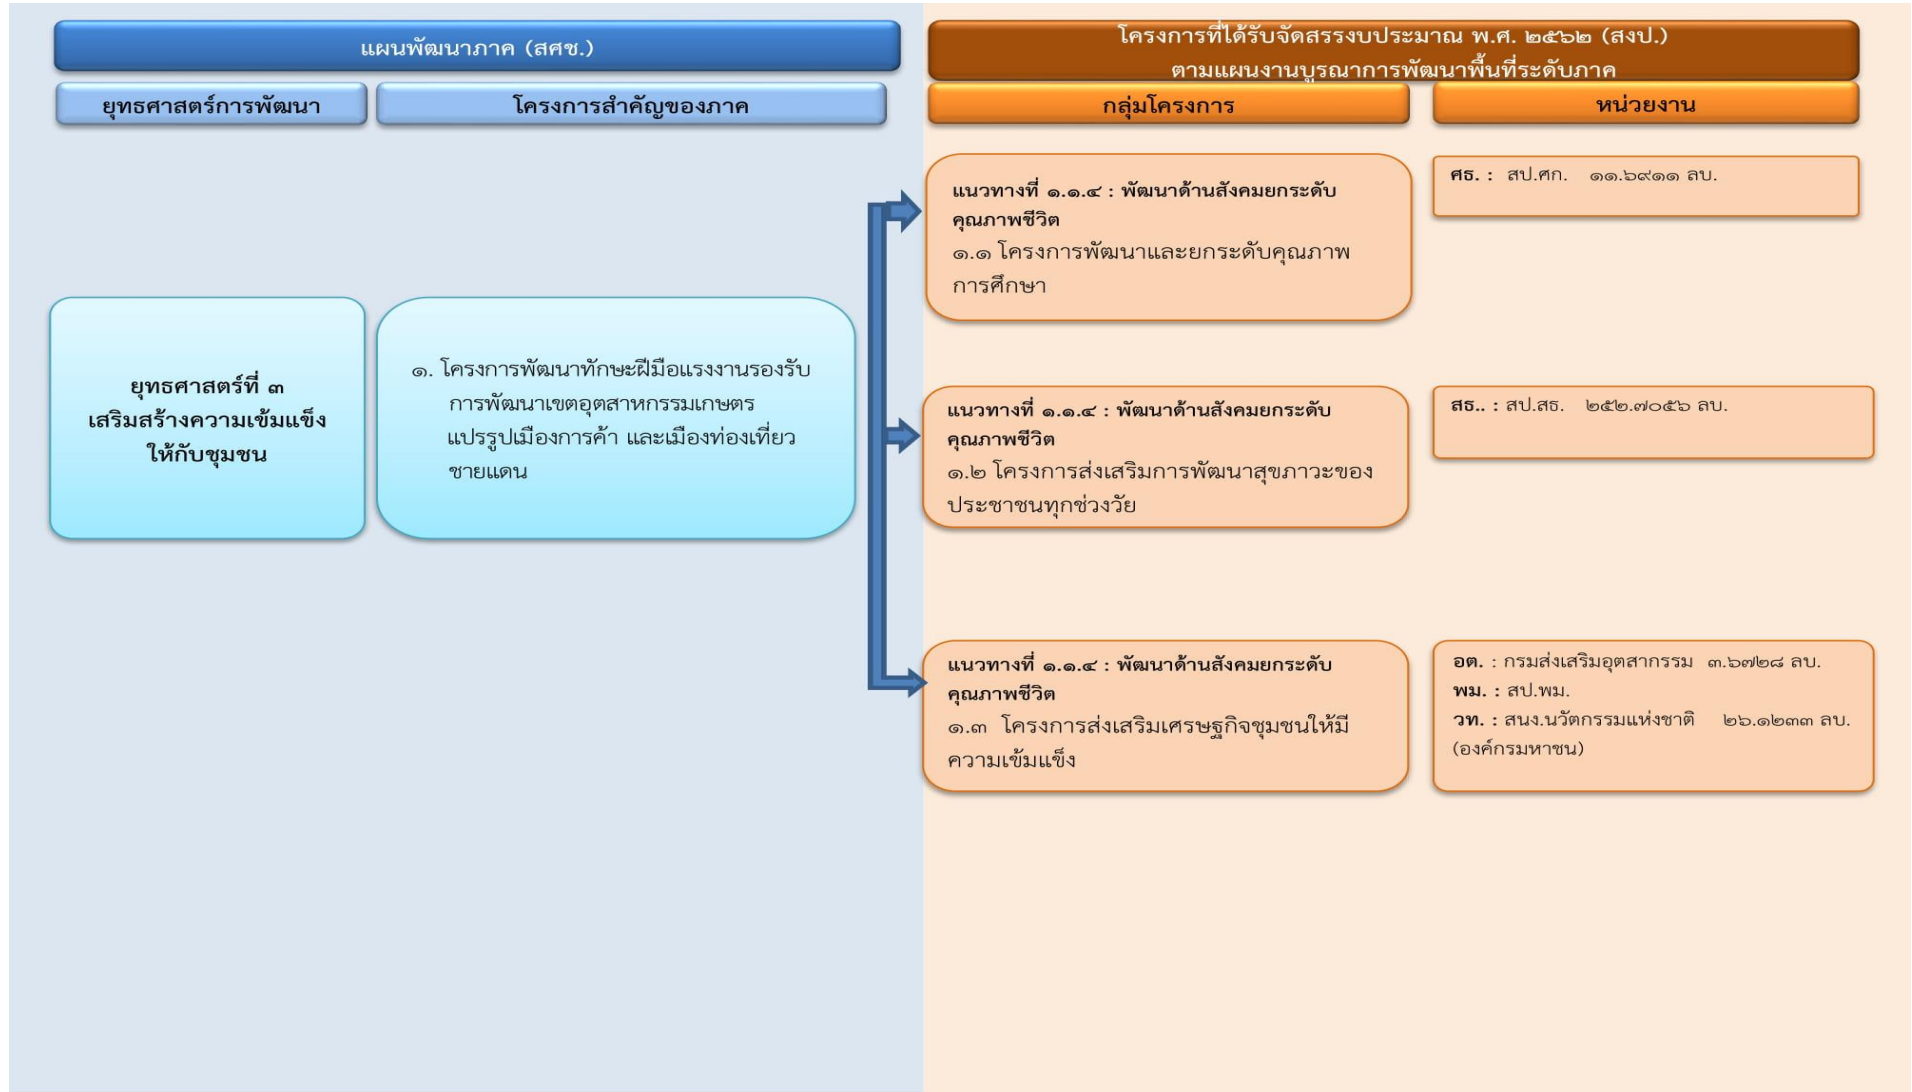 แผนพัฒนาภาค (สศช.)
โครงการที่ได้รับจัดสรรงบประมาณ พ.ศ. ๒๕๖๒ (สงป.)
ตามแผนงานบูรณาการพัฒนาพื้นที่ระดับภาค
ยุทธศาสตร์การพัฒนา
โครงการสำคัญของภาค
กลุ่มโครงการ
หน่วยงาน
ยุทธศาสตร์ที่ ๓
เสริมสร้างความเข้มแข็ง
ให้กับชุมชน
๑. โครงการพัฒนาทักษะฝีมือแรงงานรองรับ
การพัฒนาเขตอุตสาหกรรมเกษตร
แปรรูปเมืองการค้า และเมืองท่องเที่ยว
ชายแดน
แนวทางที่ ๑.๑.๔ : พัฒนาด้านสังคมยกระดับ
คุณภาพชีวิต
๑.๑ โครงการพัฒนาและยกระดับคุณภาพ
การศึกษา
ศธ. : สป.ศก. ๑๑.๖๙๑๑ ลบ.
แนวทางที่ ๑.๑.๔ : พัฒนาด้านสังคมยกระดับ
คุณภาพชีวิต
๑.๒ โครงการส่งเสริมการพัฒนาสุขภาวะของ
ประชาชนทุกช่วงวัย
สธ.. : สป.สธ. ๒๕๒.๗๐๕๖ ลบ.
แนวทางที่ ๑.๑.๔ : พัฒนาด้านสังคมยกระดับ
คุณภาพชีวิต
๑.๓ โครงการส่งเสริมเศรษฐกิจชุมชนให้มี
ความเข้มแข็ง
อต. : กรมส่งเสริมอุตสากรรม ๓.๖๗๒๘ ลบ.
พม. : สป.พม.
วท. : สนง.นวัตกรรมแห่งชาติ ๒๖.๑๒๓๓ ลบ.
(องค์กรมหาชน)